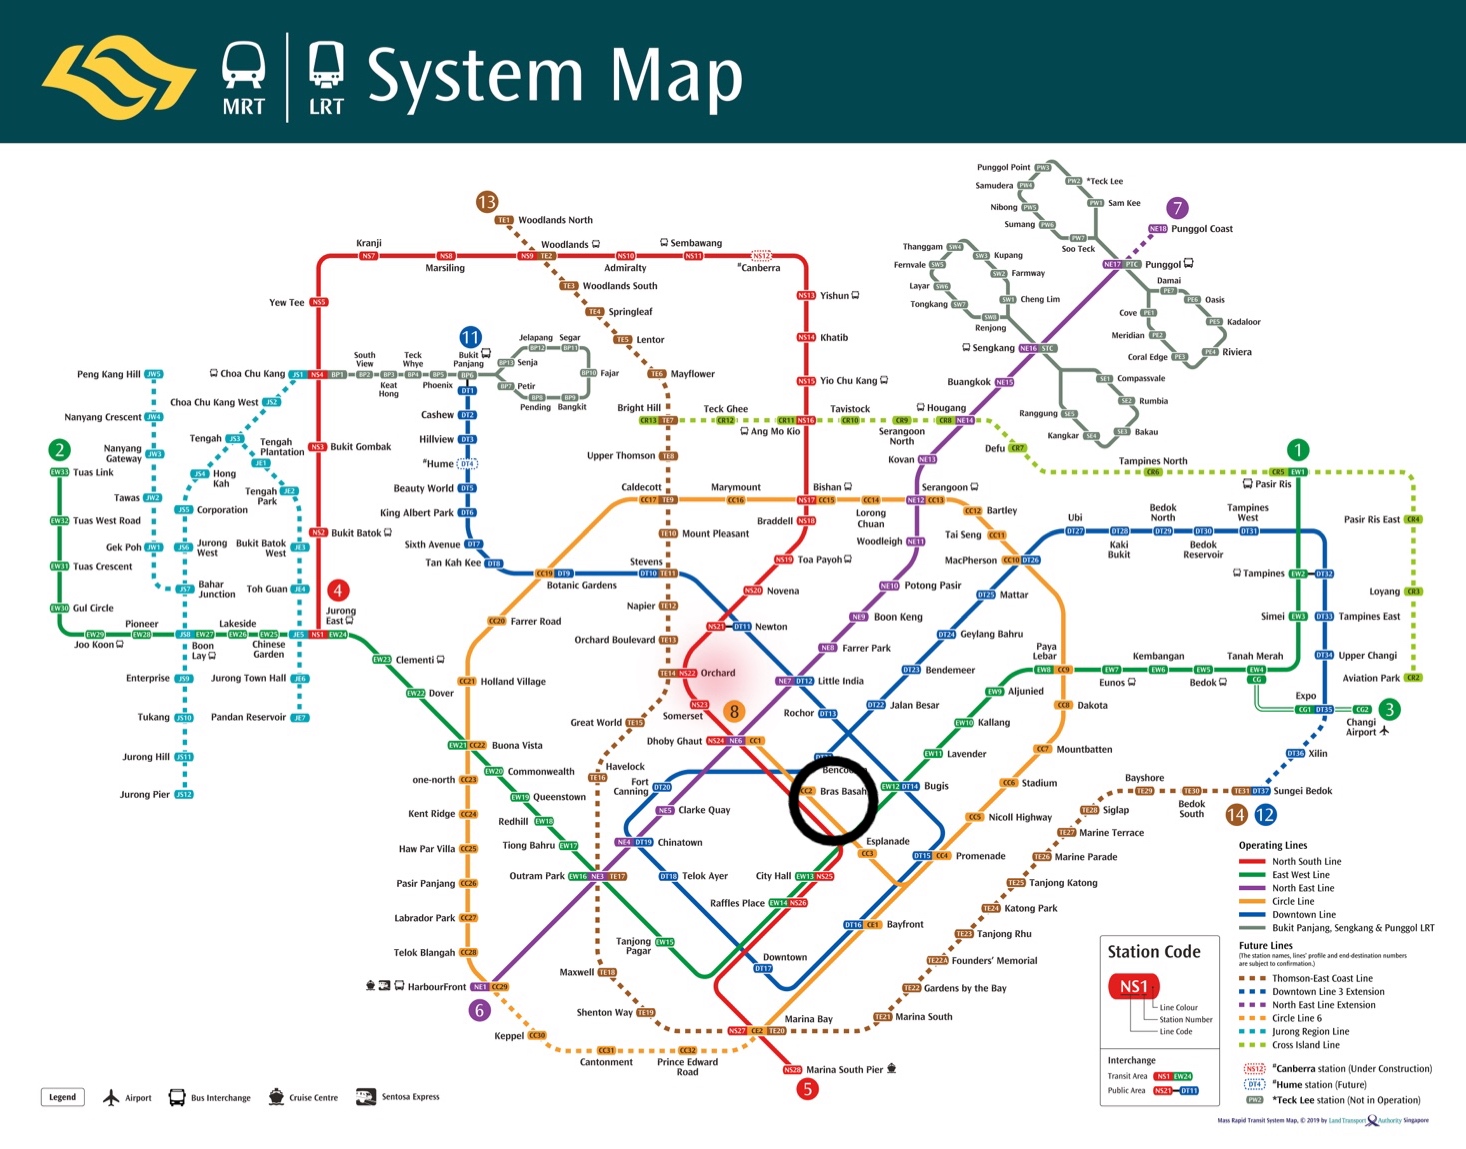 MRT
LRT
System Map
13
TE1 Woodlands North
Kranji
NS7
NS8
Marsiling
Woodlands
NS9 TE2
NS10
Admiralty
Sembawang
NS11
NS12
#Canberra
Yew Tee NS5
TE3 Woodlands South
TE4 Springleaf
TE5 Lentor
TE6 Mayflower
NS13 Yishun
NS14 Khatib
NS15 Yio Chu Kang
Punggol Point PW3
PW2 *Teck Lee
Samudera PW4
PW1 Sam Kee
Nibong PW5
Sumang PW6
PW7
Soo Teck
7
NE18 Punggol Coast
NE17 PTC Punggol
Thanggam SW4
SW3 Kupang
Fernvale SW5
SW2 Farmway
Layar SW6
SW1 Cheng Lim
Tongkang SW7
SW8
Renjong
Damai
PE7
PE6 Oasis
Cove PE1
PE5 Kadaloor
Meridian PE2
PE4 Riviera
Coral Edge PE3
Sengkang NE16 STC
Buangkok NE15
SE1 Compassvale
SE2 Rumbia
Ranggung SE5
SE3 Bakau
Kangkar SE4
11
Peng Kang Hill JW5
Choa Chu Kang JS1 NS4 BP1
South View
BP2
BP3
Keat Hong
Teck Whye
BP4
BP5
Phoenix
Bukit Panjang
BP6
DT1
Jelapang
BP12
Segar
BP11
BP13 Senja
BP10 Fajar
BP7 Petir
BP8
Pending
BP9
Bangkit
Choa Chu Kang West JS2
Nanyang Crescent JW4
Cashew DT2
Hillview DT3
#Hume DT4
Beauty World DT5
King Albert Park DT6
Sixth Avenue DT7
Tan Kah Kee DT8
Tengah JS3
Tengah Plantation
JE1
Nanyang Gateway JW3
JS4 Hong Kah
Tengah Park JE2
Tawas JW2
JS5 Corporation
Gek Poh JW1
JS6 Jurong West
Bukit Batok West JE3
JS7 Bahar Junction
Toh Guan JE4
NS3 Bukit Gombak
NS2 Bukit Batok
4
Jurong East
NS1 EW24
2
EW33 Tuas Link
EW32 Tuas West Road
EW31 Tuas Crescent
EW30 Gul Circle
EW29
Joo Koon
Pioneer
EW28
JS8 EW27
Boon Lay
Lakeside
EW26
EW25
Chinese Garden
JE5
Enterprise JS9
Jurong Town Hall JE6
Tukang JS10
Pandan Reservoir JE7
Jurong Hill JS11
Jurong Pier JS12
Bright Hill
CR13 TE7
Teck Ghee
CR12
CR11 NS16
Ang Mo Kio
Tavistock
CR10
CR9
Serangoon North
Hougang
CR8 NE14
Defu CR7
Tampines North
CR6
CR5 EW1
Pasir Ris
1
Upper Thomson TE8
Kovan NE13
Caldecott
CC17 TE9
Marymount
CC16
Bishan
NS17 CC15
CC14
Lorong Chuan
Serangoon
NE12 CC13
CC12 Bartley
Tai Seng CC11
MacPherson CC10 DT26
Braddell NS18
TE10 Mount Pleasant
NS19 Toa Payoh
NS20 Novena
Woodleigh NE11
NE10 Potong Pasir
NE9 Boon Keng
NE8 Farrer Park
Ubi
DT27
DT28
Kaki Bukit
Bedok North
DT29
DT30
Bedok Reservoir
Tampines West
DT31
Tampines EW2 DT32
Simei EW3
DT33 Tampines East
DT34 Upper Changi
Pasir Ris East CR4
Loyang CR3
Aviation Park CR2
CC19 DT9
Botanic Gardens
Stevens
DT10 TE11
CC20 Farrer Road
Napier TE12
Orchard Boulevard TE13
NS21 DT11 Newton
TE14 NS22 Orchard
NS23
Somerset
8
NE7 DT12 Little India
Rochor DT13
DT25 Mattar
DT24 Geylang Bahru
DT23 Bendemeer
DT22 Jalan Besar
Paya Lebar
EW8 CC9
EW7
Eunos
Kembangan
EW6
EW5
Bedok
Tanah Merah
EW4
CG
Expo
CG1 DT35
CG2
Changi Airport
3
EW9 Aljunied
EW10 Kallang
EW11 Lavender
EW12 DT14 Bugis
CC8 Dakota
CC7 Mountbatten
CC6 Stadium
CC5 Nicoll Highway
DT36 Xilin
EW23 Clementi
EW22 Dover
CC21 Holland Village
EW21 CC22 Buona Vista
one-north CC23
EW20 Commonwealth
EW19 Queenstown
Kent Ridge CC24
Redhill EW18
Haw Par Villa CC25
Tiong Bahru EW17
Pasir Panjang CC26
Outram Park EW16 NE3 TE17
Labrador Park CC27
Telok Blangah CC28
HarbourFront NE1 CC29
6
Great World TE15
Havelock
TE16
Dhoby Ghaut NS24 NE6 CC1
Fort Canning DT20
NE5 Clarke Quay
NE4 DT19 Chinatown
DT18 Telok Ayer
CC2 Bras Basah
Esplanade
CC3
DT15 CC4 Promenade
City Hall EW13 NS25
Raffles Place EW14 NS26
DT16 CE1 Bayfront
Tanjong Pagar EW15
Downtown
DT17
Maxwell TE18
Shenton Way TE19
Marina Bay
NS27 CE2 TE20
Keppel CC30
CC31
Cantonment
CC32
Prince Edward Road
NS28 Marina South Pier
5
TE21 Marina South
TE22 Gardens by the Bay
TE22A Founders' Memorial
TE23 Tanjong Rhu
TE24 Katong Park
TE25 Tanjong Katong
TE26 Marine Parade
TE27 Marine Terrace
TE28 Siglap
Bayshore
TE29
TE30
Bedok South
TE31 DT37 Sungei Bedok
14
12
Operating Lines
North South Line
East West Line
North East Line
Circle Line
Downtown Line
Bukit Panjang, Sengkang & Punggol LRT
Future Lines
(The station names, lines' profile and end-destination numbers
are subject to confirmation.)
Thomson-East Coast Line
Downtown Line 3 Extension
North East Line Extension
Circle Line 6
Jurong Region Line
Cross Island Line
NS12 #Canberra station (Under Construction)
DT4 #Hume station (Future)
PW2 *Teck Lee station (Not in Operation)
Station Code
NS1
Line Colour
Station Number
Line Code
Interchange
Transit Area NS1 EW24
Public Area NS21 DT11
Legend
Airport
Bus Interchange
Cruise Centre
Sentosa Express
Mass Rapid Transit System Map, © 2019 by Land Transport Authority Singapore